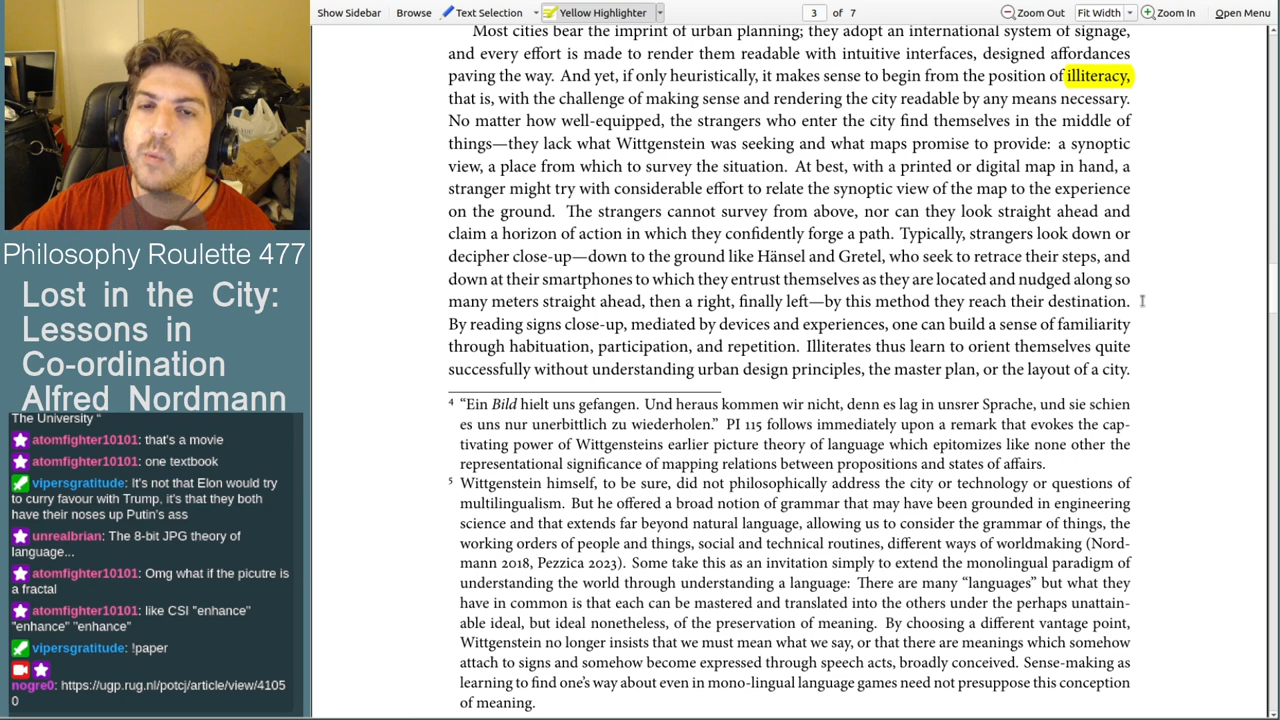 Show Sidebar Browse Text Selection Yellow Highlighter 3 of 7 Zoom Out Fit Width Zoom In Open Menu
Most cities bear the imprint of urban planning; they adopt an international system of signage,
and every effort is made to render them readable with intuitive interfaces, designed affordances
paving the way. And yet, if only heuristically, it makes sense to begin from the position of illiteracy,
that is, with the challenge of making sense and rendering the city readable by any means necessary.
No matter how well-equipped, the strangers who enter the city find themselves in the middle of
things—they lack what Wittgenstein was seeking and what maps promise to provide: a synoptic
view, a place from which to survey the situation. At best, with a printed or digital map in hand, a
stranger might try with considerable effort to relate the synoptic view of the map to the experience
on the ground. The strangers cannot survey from above, nor can they look straight ahead and
claim a horizon of action in which they confidently forge a path. Typically, strangers look down or
decipher close-up—down to the ground like Hänsel and Gretel, who seek to retrace their steps, and
down at their smartphones to which they entrust themselves as they are located and nudged along so
many meters straight ahead, then a right, finally left—by this method they reach their destination.
By reading signs close-up, mediated by devices and experiences, one can build a sense of familiarity
through habituation, participation, and repetition. Illiterates thus learn to orient themselves quite
successfully without understanding urban design principles, the master plan, or the layout of a city.
4 “Ein Bild hielt uns gefangen. Und heraus kommen wir nicht, denn es lag in unsrer Sprache, und sie schien
es uns nur unerbittlich zu wiederholen.” PI 115 follows immediately upon a remark that evokes the cap-
tivating power of Wittgensteins earlier picture theory of language which epitomizes like none other the
representational significance of mapping relations between propositions and states of affairs.
5 Wittgenstein himself, to be sure, did not philosophically address the city or technology or questions of
multilingualism. But he offered a broad notion of grammar that may have been grounded in engineering
science and that extends far beyond natural language, allowing us to consider the grammar of things, the
working orders of people and things, social and technical routines, different ways of worldmaking (Nord-
mann 2018, Pezzica 2023). Some take this as an invitation simply to extend the monolingual paradigm of
understanding the world through understanding a language: There are many “languages” but what they
have in common is that each can be mastered and translated into the others under the perhaps unattain-
able ideal, but ideal nonetheless, of the preservation of meaning. By choosing a different vantage point,
Wittgenstein no longer insists that we must mean what we say, or that there are meanings which somehow
attach to signs and somehow become expressed through speech acts, broadly conceived. Sense-making as
learning to find one’s way about even in mono-lingual language games need not presuppose this conception
of meaning.
Philosophy Roulette 477
Lost in the City:
Lessons in
Co-ordination
Alfred Nordmann
The University “
atomfighter10101: that's a movie
atomfighter10101: one textbook
vipersgratitude: It's not that Elon would try
to curry favour with Trump, it's that they both
have their noses up Putin's ass
unrealbrian: The 8-bit JPG theory of
language...
atomfighter10101: Omg what if the picutre is
a fractal
atomfighter10101: like CSI "enhance"
"enhance" "enhance"
vipersgratitude: !paper
nogre0: https://ugp.rug.nl/potcj/article/view/4105
0